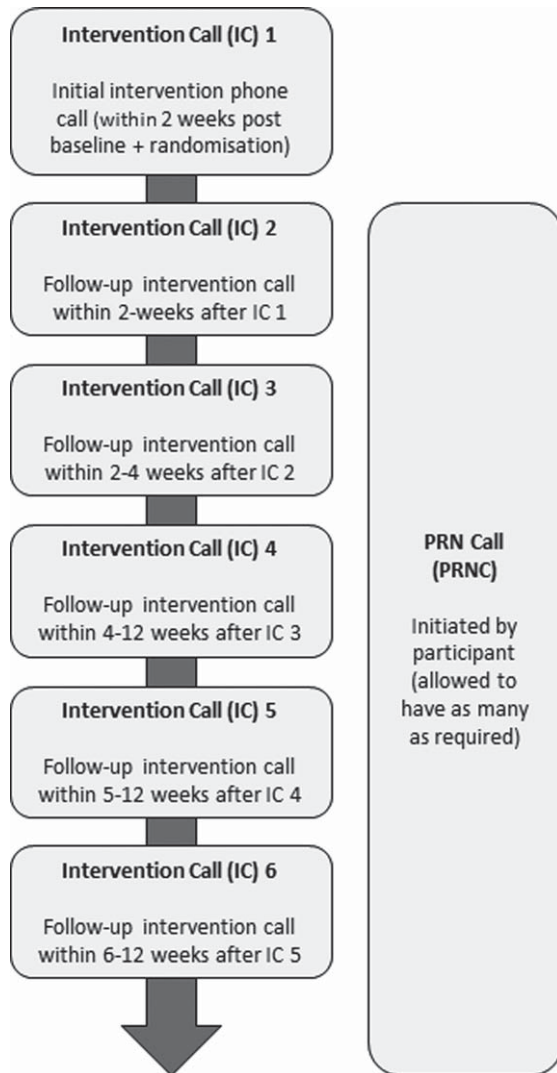 Intervention Call (IC) 1
Initial intervention phone
call (within 2 weeks post
baseline + randomisation)
Intervention Call (IC) 2
Follow-up intervention call
within 2-weeks after IC 1
Intervention Call (IC) 3
Follow-up intervention call
within 2-4 weeks after IC 2
Intervention Call (IC) 4
Follow-up intervention call
within 4-12 weeks after IC 3
Intervention Call (IC) 5
Follow-up intervention call
within 5-12 weeks after IC 4
Intervention Call (IC) 6
Follow-up intervention call
within 6-12 weeks after IC 5
PRN Call
(PRNC)
Initiated by
participant
(allowed to
have as many
as required)